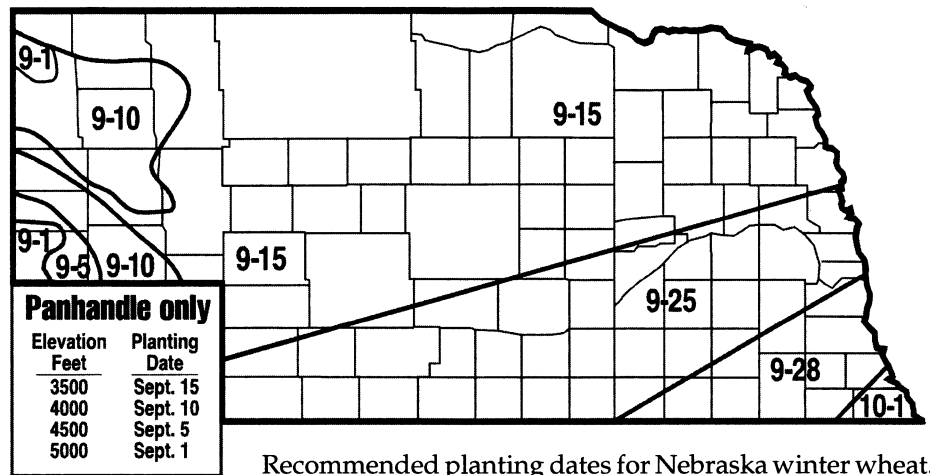 9-1
9-10
9-15
9-1
9-5
9-10
9-15
9-25
9-28
10-1
Panhandle only
Elevation Planting
Feet Date
3500 Sept. 15
4000 Sept. 10
4500 Sept. 5
5000 Sept. 1
Recommended planting dates for Nebraska winter wheat.